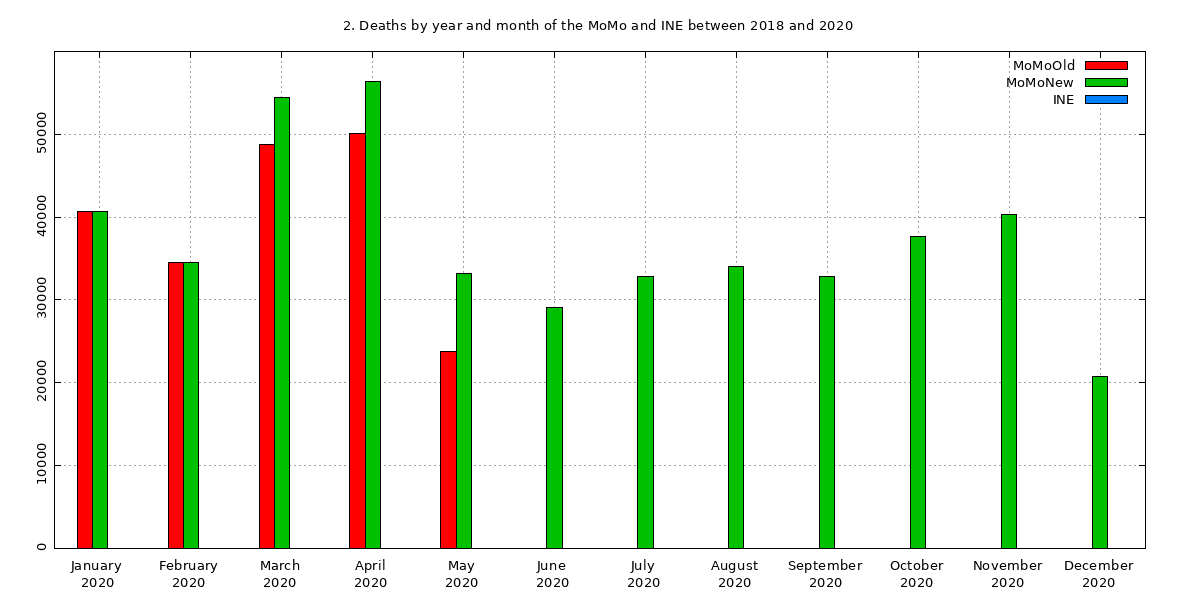 2. Deaths by year and month of the MoMo and INE between 2018 and 2020
MoMoOld
MoMoNew
INE
50000
40000
30000
20000
10000
0
January February March April May June July August September October November December
2020 2020 2020 2020 2020 2020 2020 2020 2020 2020 2020 2020